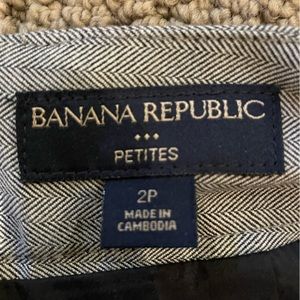 BANANA REPUBLIC
PETITES
2P
MADE IN
CAMBODIA